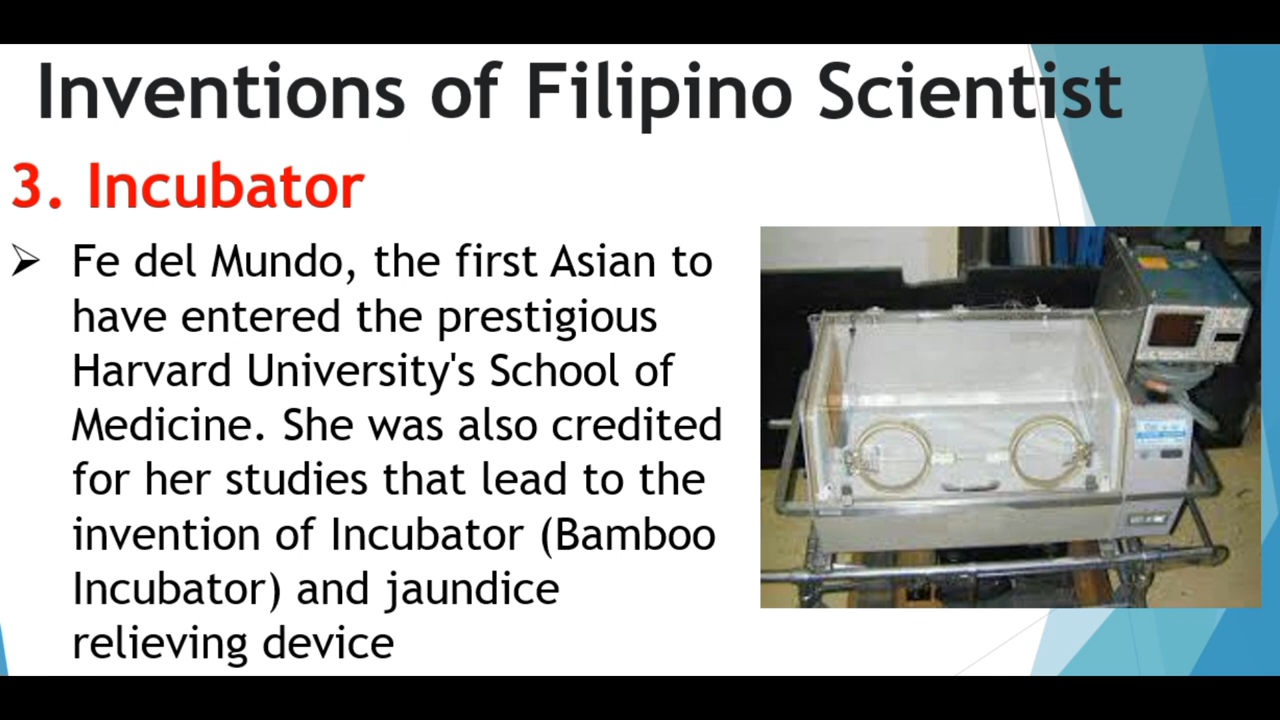 Inventions of Filipino Scientist
3. Incubator
➢ Fe del Mundo, the first Asian to
have entered the prestigious
Harvard University's School of
Medicine. She was also credited
for her studies that lead to the
invention of Incubator (Bamboo
Incubator) and jaundice
relieving device